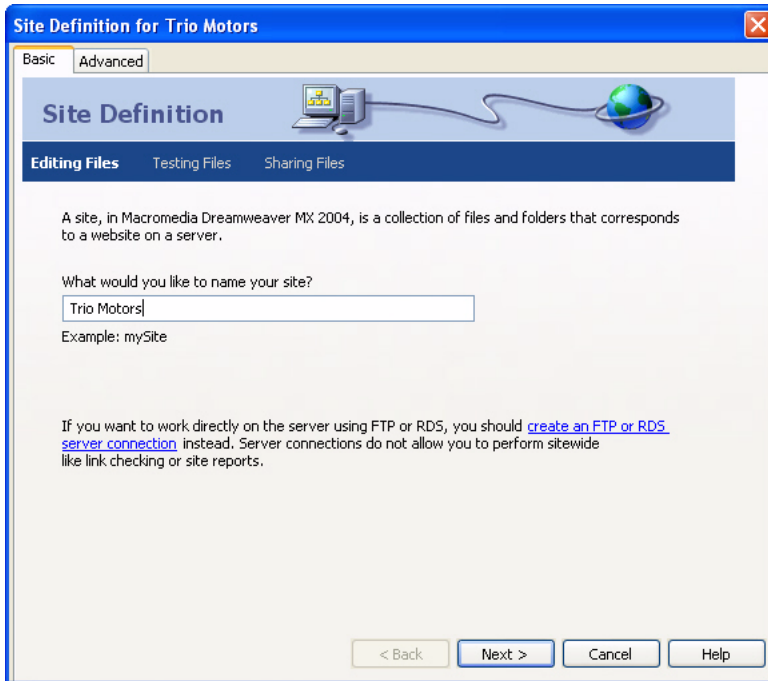 Site Definition for Trio Motors
Basic Advanced
Site Definition
Editing Files Testing Files Sharing Files
A site, in Macromedia Dreamweaver MX 2004, is a collection of files and folders that corresponds
to a website on a server.
What would you like to name your site?
Trio Motors
Example: mySite
If you want to work directly on the server using FTP or RDS, you should create an FTP or RDS
server connection instead. Server connections do not allow you to perform sitewide
like link checking or site reports.
< Back Next > Cancel Help